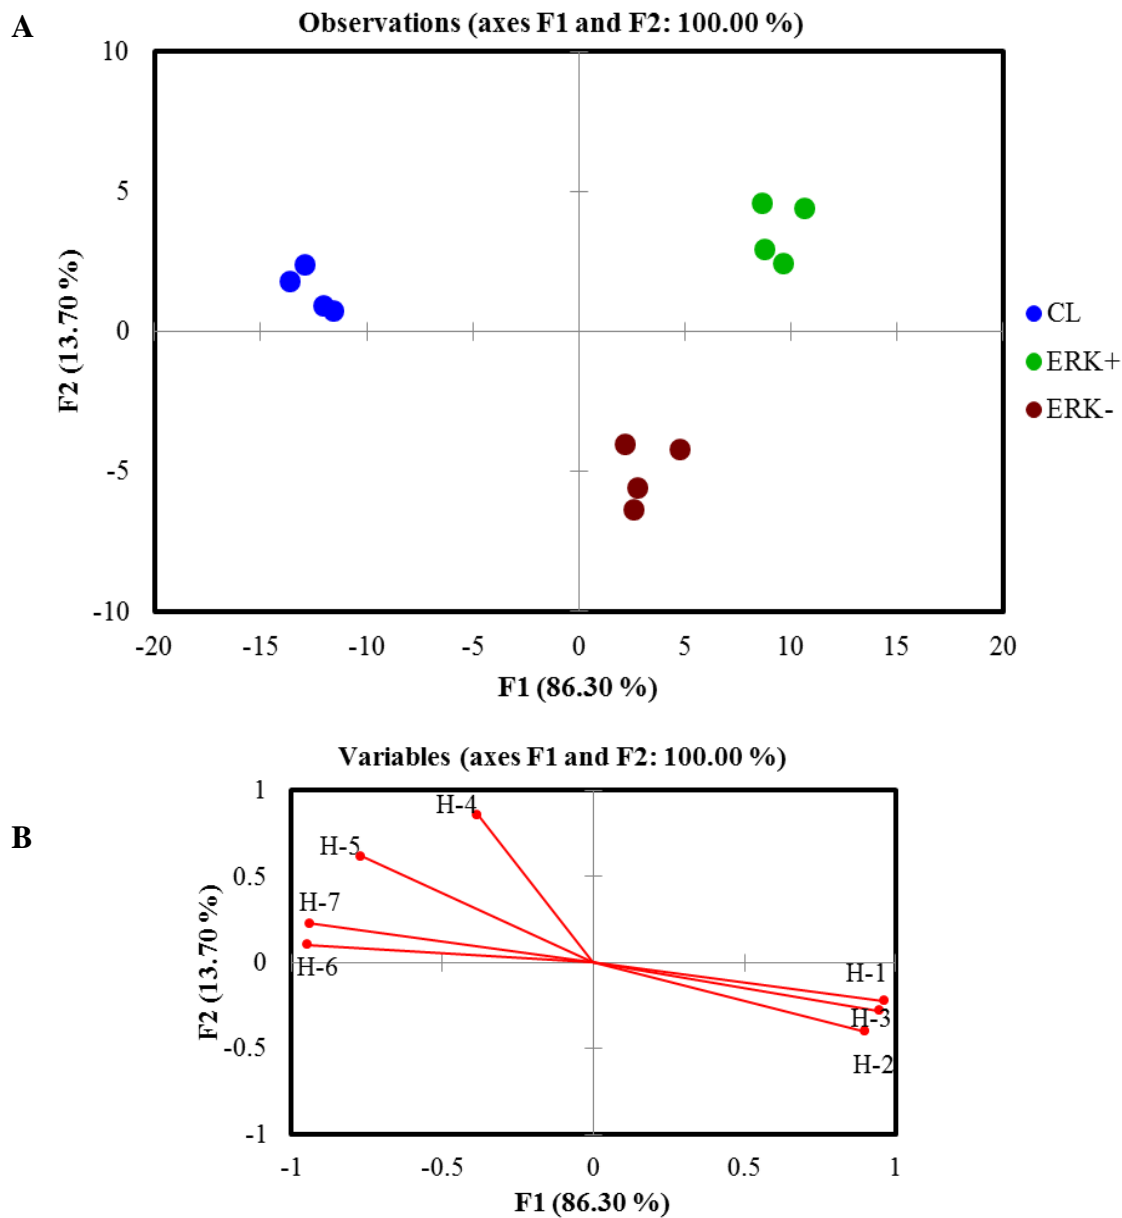 A
Observations (axes F1 and F2: 100.00 %)
10
5
0
-5
-10
F2 (13.70 %)
-20 -15 -10 -5 0 5 10 15 20
F1 (86.30 %)
CL
ERK+
ERK-
B
Variables (axes F1 and F2: 100.00 %)
1
0.5
0
-0.5
-1
F2 (13.70 %)
H-4
H-5
H-7
H-6
H-1
H-3
H-2
-1 -0.5 0 0.5 1
F1 (86.30 %)